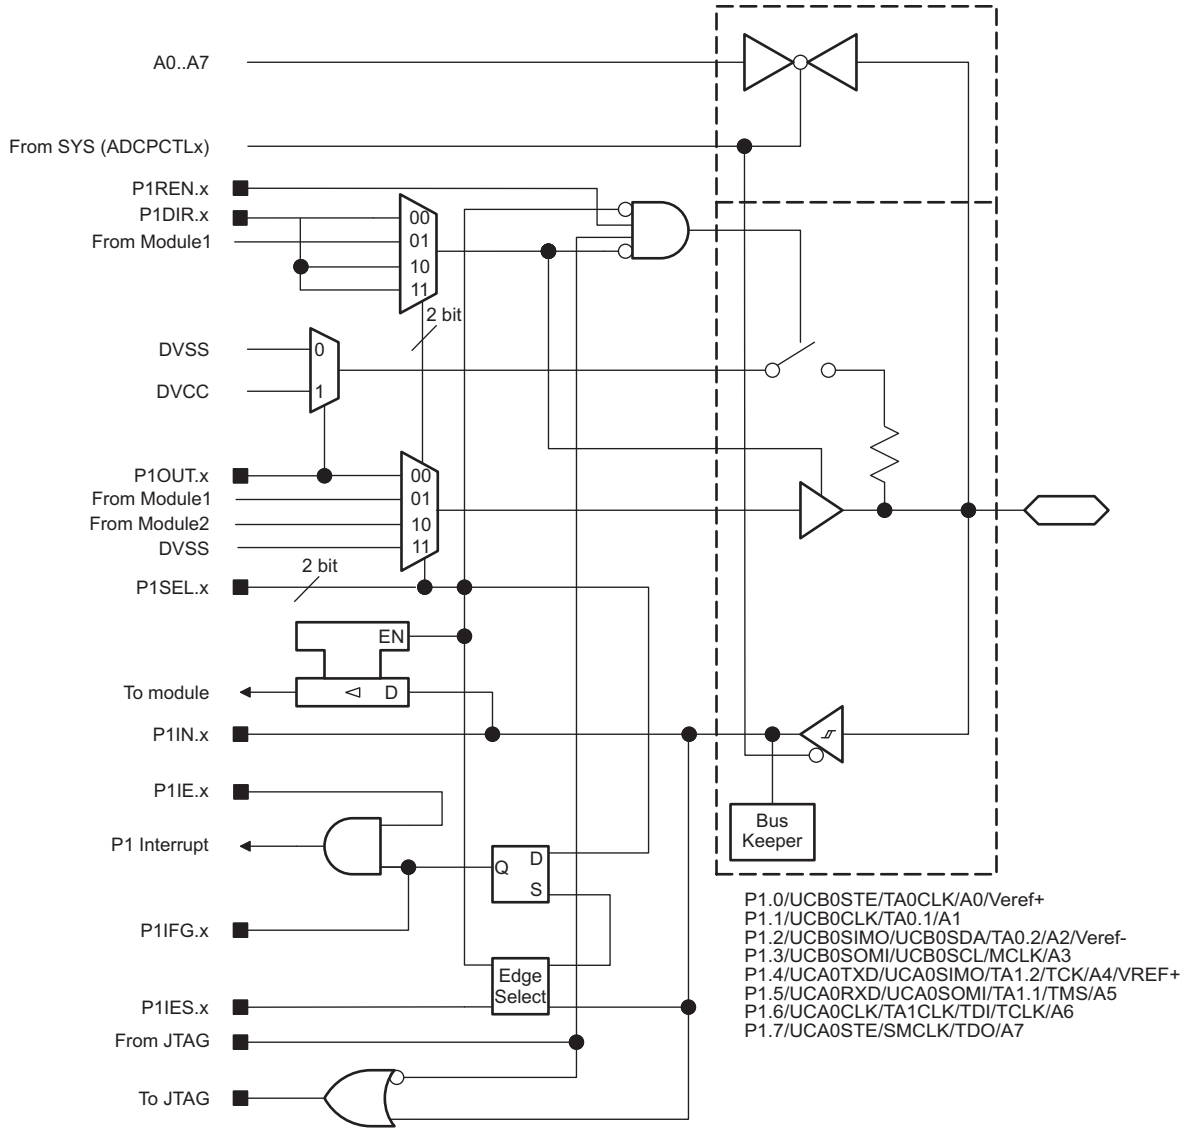 A0..A7
From SYS (ADCPCTLx)
P1REN.x
P1DIR.x
From Module1
00
01
10
11
2 bit
DVSS
DVCC
0
1
P1OUT.x
From Module1
From Module2
DVSS
00
01
10
11
P1SEL.x
2 bit
EN
To module
D
P1IN.x
P1IE.x
P1 Interrupt
Q
D
S
P1IFG.x
Edge
Select
P1IES.x
From JTAG
To JTAG
Bus
Keeper
P1.0/UCB0STE/TA0CLK/A0/Veref+
P1.1/UCB0CLK/TA0.1/A1
P1.2/UCB0SIMO/UCB0SDA/TA0.2/A2/Veref-
P1.3/UCB0SOMI/UCB0SCL/MCLK/A3
P1.4/UCA0TXD/UCA0SIMO/TA1.2/TCK/A4/VREF+
P1.5/UCA0RXD/UCA0SOMI/TA1.1/TMS/A5
P1.6/UCA0CLK/TA1CLK/TDI/TCLK/A6
P1.7/UCA0STE/SMCLK/TDO/A7